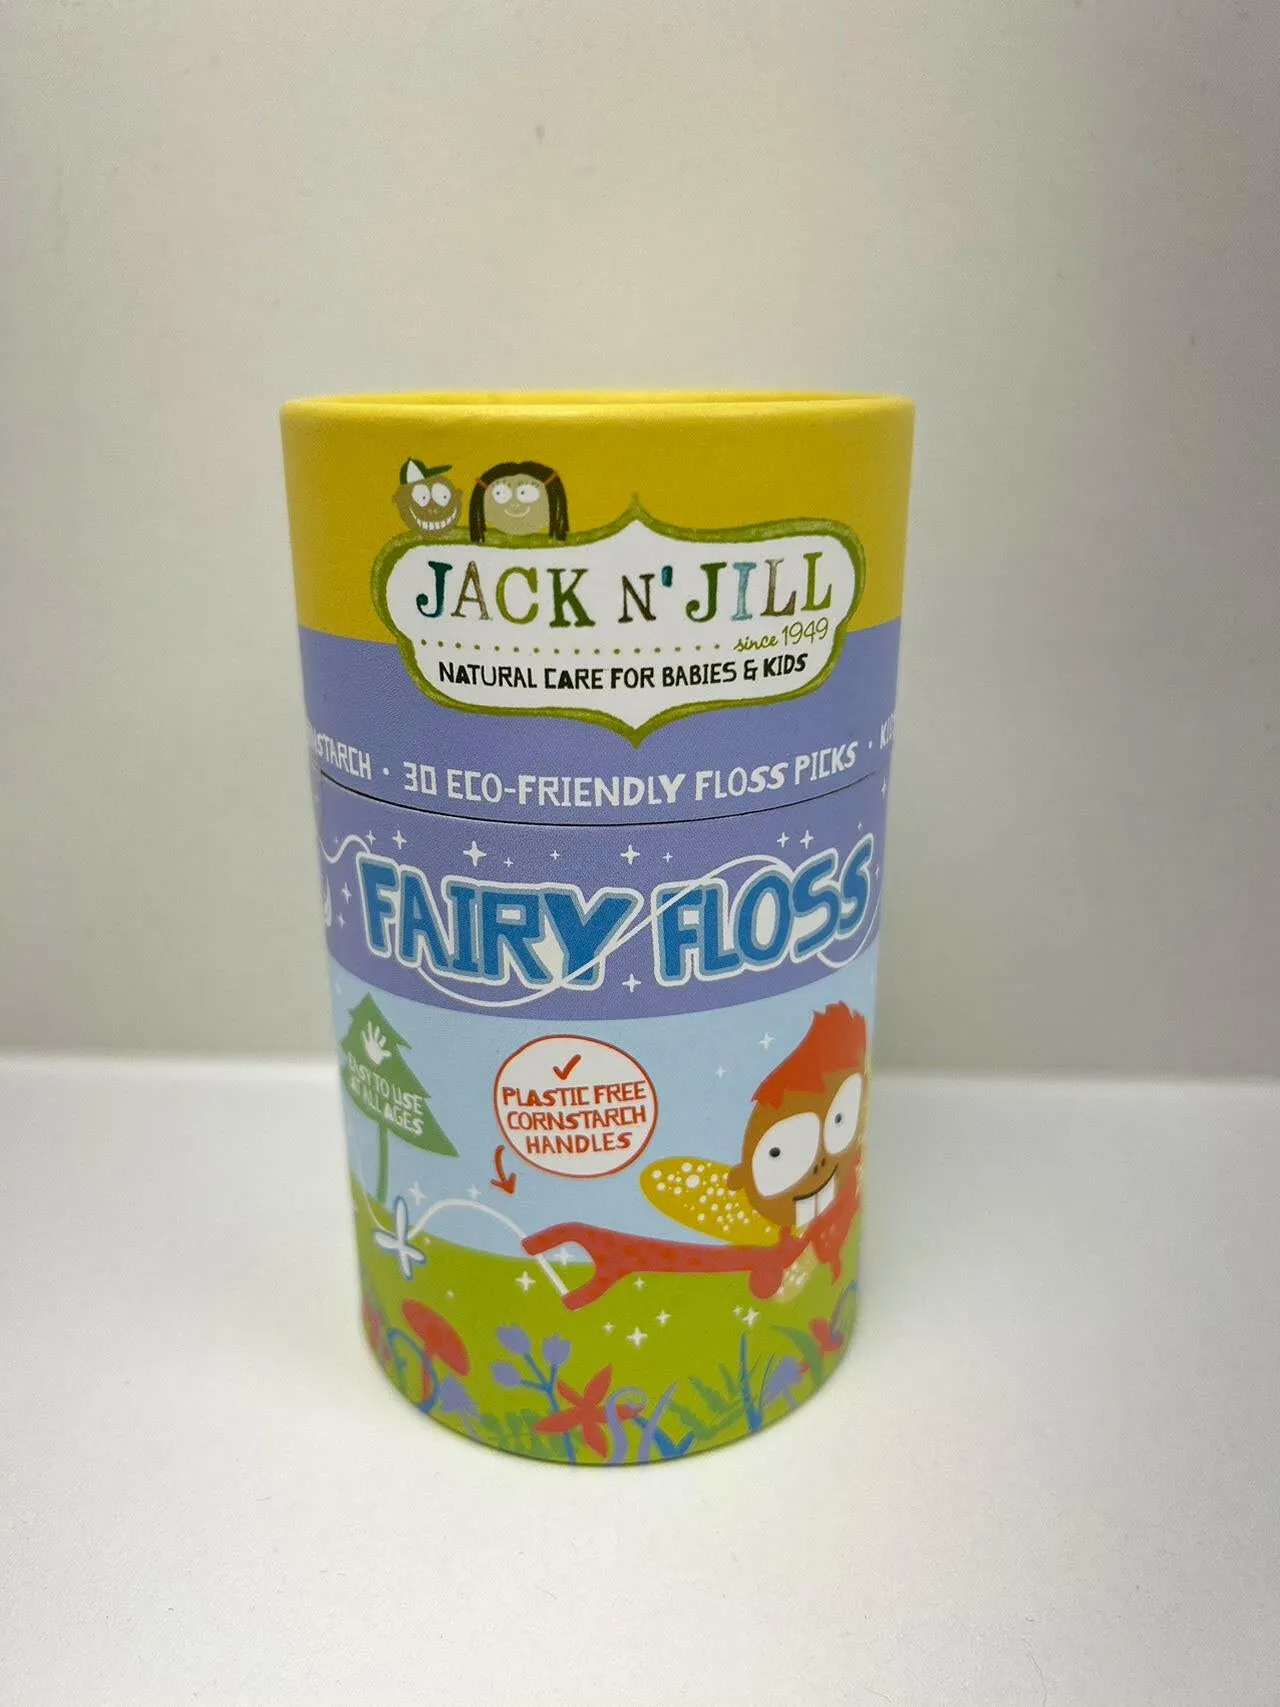 JACK N' JILL
since 1949
NATURAL CARE FOR BABIES & KIDS
· 30 ECO-FRIENDLY FLOSS PICKS ·
FAIRY FLOSS
EASY TO USE
AT ALL AGES
PLASTIC FREE
CORNSTARCH
HANDLES